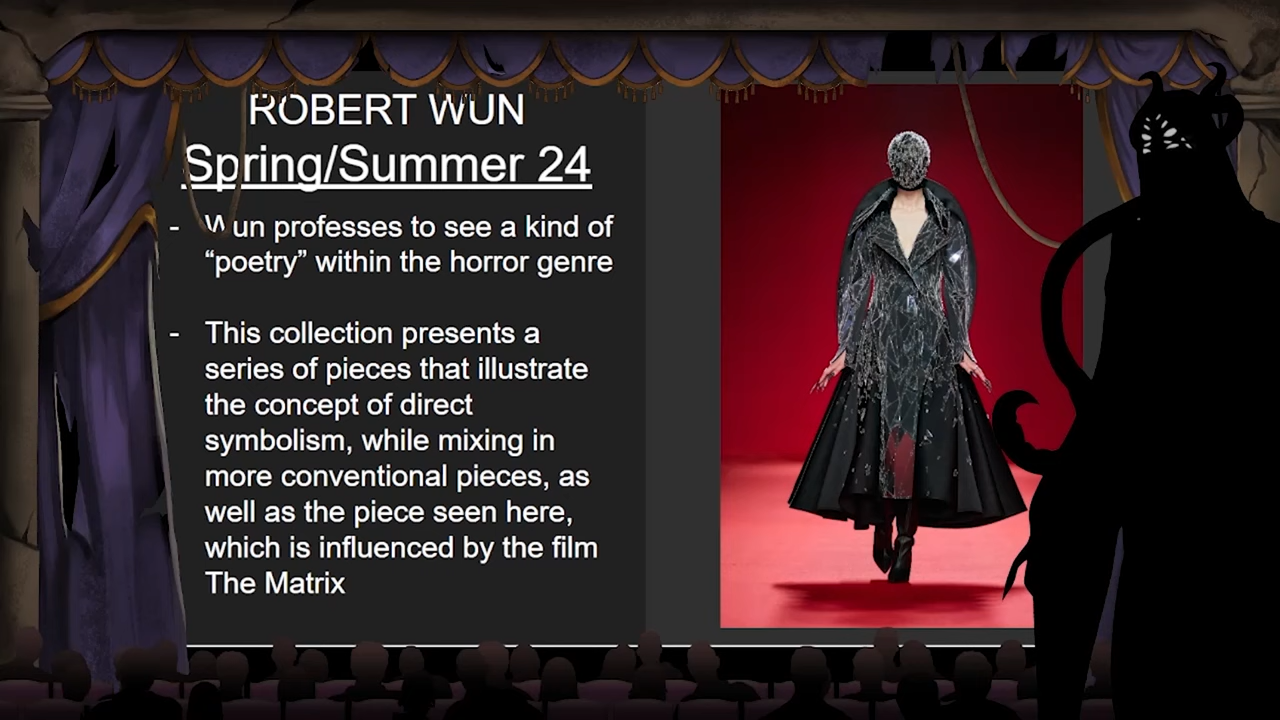 ROBERT WUN
Spring/Summer 24
- Wun professes to see a kind of
“poetry” within the horror genre
- This collection presents a
series of pieces that illustrate
the concept of direct
symbolism, while mixing in
more conventional pieces, as
well as the piece seen here,
which is influenced by the film
The Matrix